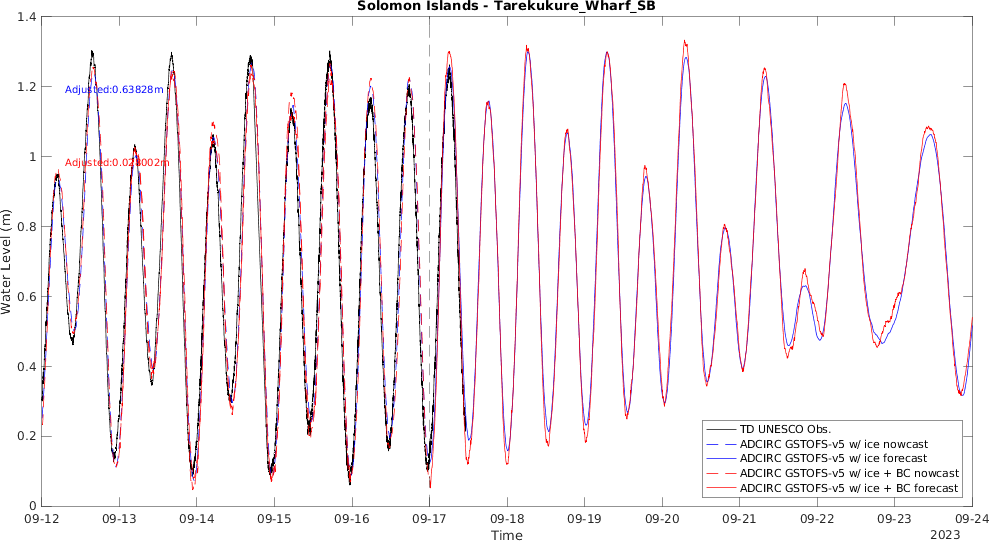 Solomon Islands - Tarekukure_Wharf_SB
1.4
1.2
1
0.8
0.6
0.4
0.2
0
Water Level (m)
Adjusted:0.63828m
Adjusted:0.028002m
TD UNESCO Obs.
ADCIRC GSTOFS-v5 w/ ice nowcast
ADCIRC GSTOFS-v5 w/ ice forecast
ADCIRC GSTOFS-v5 w/ ice + BC nowcast
ADCIRC GSTOFS-v5 w/ ice + BC forecast
09-12 09-13 09-14 09-15 09-16 09-17 09-18 09-19 09-20 09-21 09-22 09-23 09-24
Time
2023